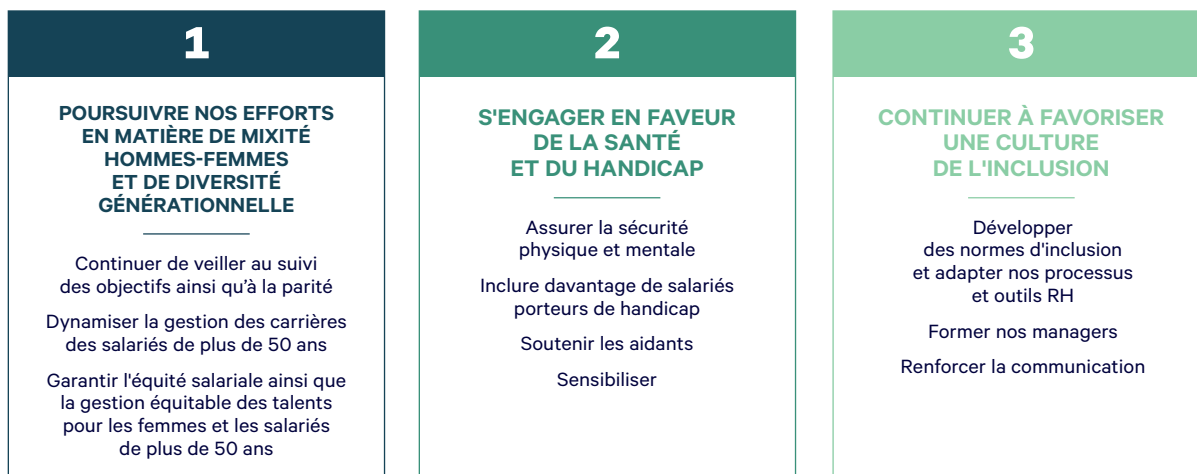 1
POURSUIVRE NOS EFFORTS
EN MATIÈRE DE MIXITÉ
HOMMES-FEMMES
ET DE DIVERSITÉ
GÉNÉRATIONNELLE
Continuer de veiller au suivi
des objectifs ainsi qu'à la parité
Dynamiser la gestion des carrières
des salariés de plus de 50 ans
Garantir l'équité salariale ainsi que
la gestion équitable des talents
pour les femmes et les salariés
de plus de 50 ans
2
S'ENGAGER EN FAVEUR
DE LA SANTÉ
ET DU HANDICAP
Assurer la sécurité
physique et mentale
Inclure davantage de salariés
porteurs de handicap
Soutenir les aidants
Sensibiliser
3
CONTINUER À FAVORISER
UNE CULTURE
DE L'INCLUSION
Développer
des normes d'inclusion
et adapter nos processus
et outils RH
Former nos managers
Renforcer la communication